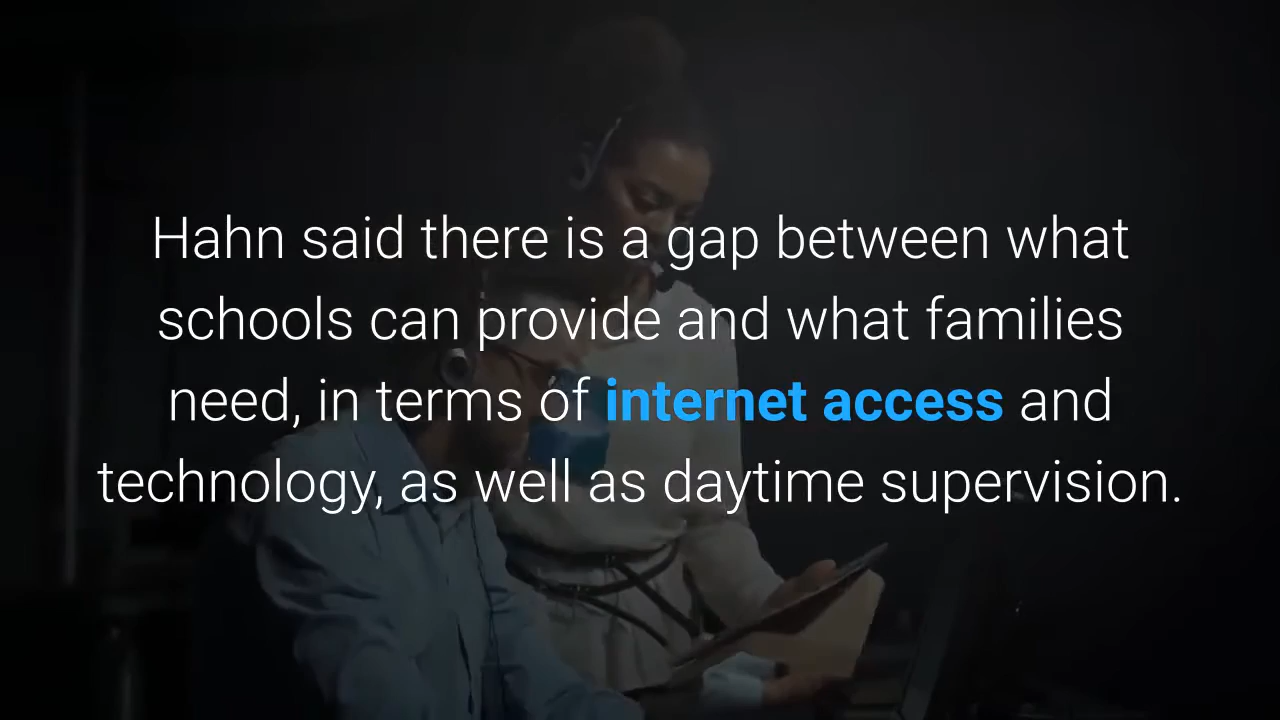 Hahn said there is a gap between what
schools can provide and what families
need, in terms of internet access and
technology, as well as daytime supervision.